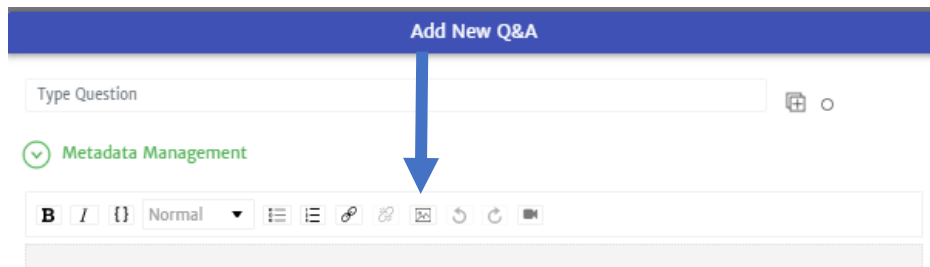 Add New Q&A
Type Question
Metadata Management
B I {} Normal